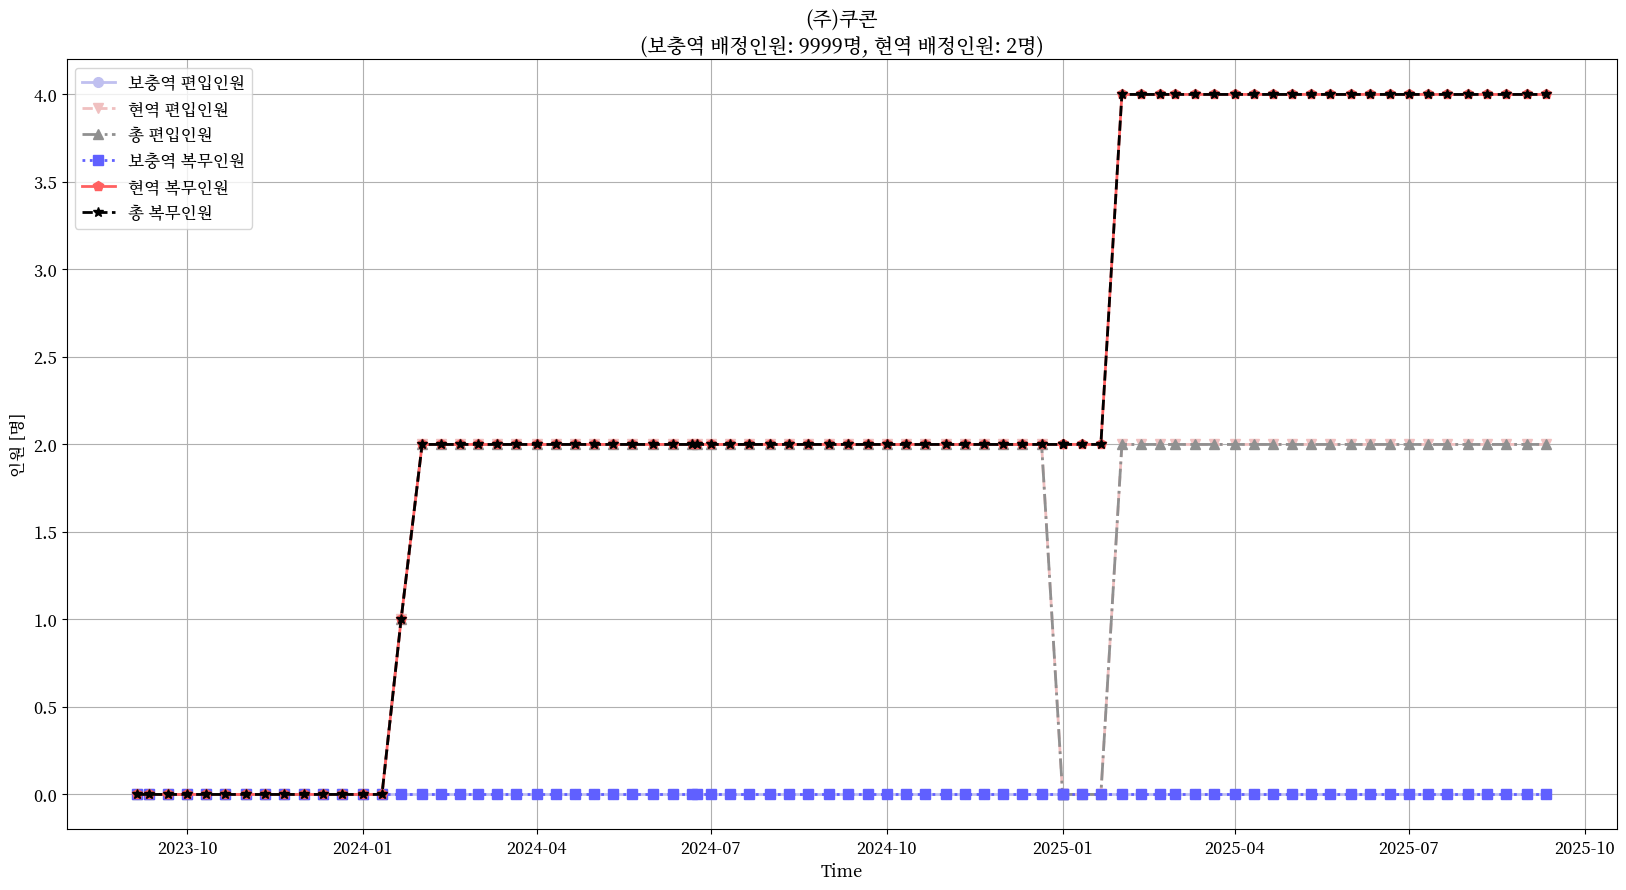 (주)쿠콘
(보충역 배정인원: 9999명, 현역 배정인원: 2명)
보충역 편입인원
현역 편입인원
총 편입인원
보충역 복무인원
현역 복무인원
총 복무인원
4.0
3.5
3.0
2.5
2.0
1.5
1.0
0.5
0.0
인원 [명]
2023-10
2024-01
2024-04
2024-07
2024-10
2025-01
2025-04
2025-07
2025-10
Time